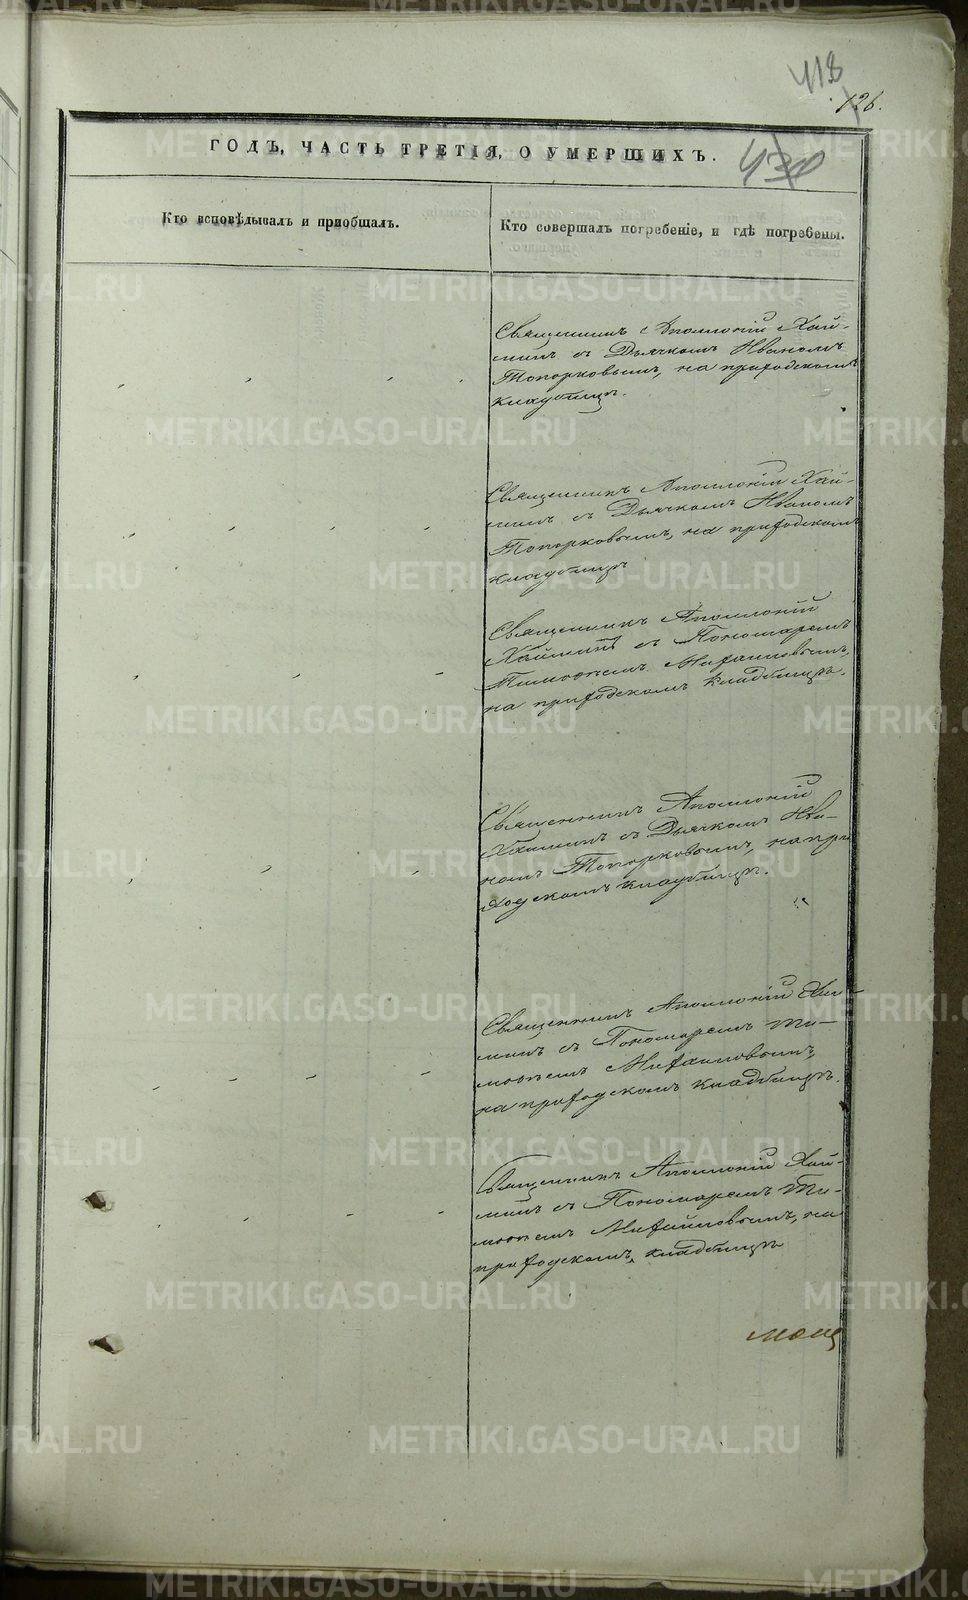 418
126.
430
ГОДЪ, ЧАСТЬ ТРЕТІЯ, О УМЕРШИХЪ.
Кто исповѣдывалъ и пріобщалъ.
Кто совершалъ погребеніе, и гдѣ погребены.
Священникъ Аполлоній Хай-
минъ съ Дьячкомъ Иваномъ
Топорковымъ, на приходскомъ
кладбищѣ.
Священникъ Аполлоній Хай-
минъ съ Дьячкомъ Иваномъ
Топорковымъ, на приходскомъ
кладбищѣ
Священникъ Аполлоній
Хайминъ съ Пономаремъ
Тимоѳеемъ Михайловымъ,
на приходскомъ кладбищѣ.
Священникъ Аполлоній
Хайминъ съ Дьячкомъ Ива-
номъ Топорковымъ, на при
ходскомъ кладбищѣ.
Священникъ Аполлоній Хай-
минъ съ Пономаремъ Ти-
моѳеемъ Михайловымъ,
на приходскомъ кладбищѣ.
Священникъ Аполлоній Хай-
минъ съ Пономаремъ Ти-
моѳеемъ Михайловымъ, на
приходскомъ кладбищѣ
METRIKI.GASO-URAL.RU